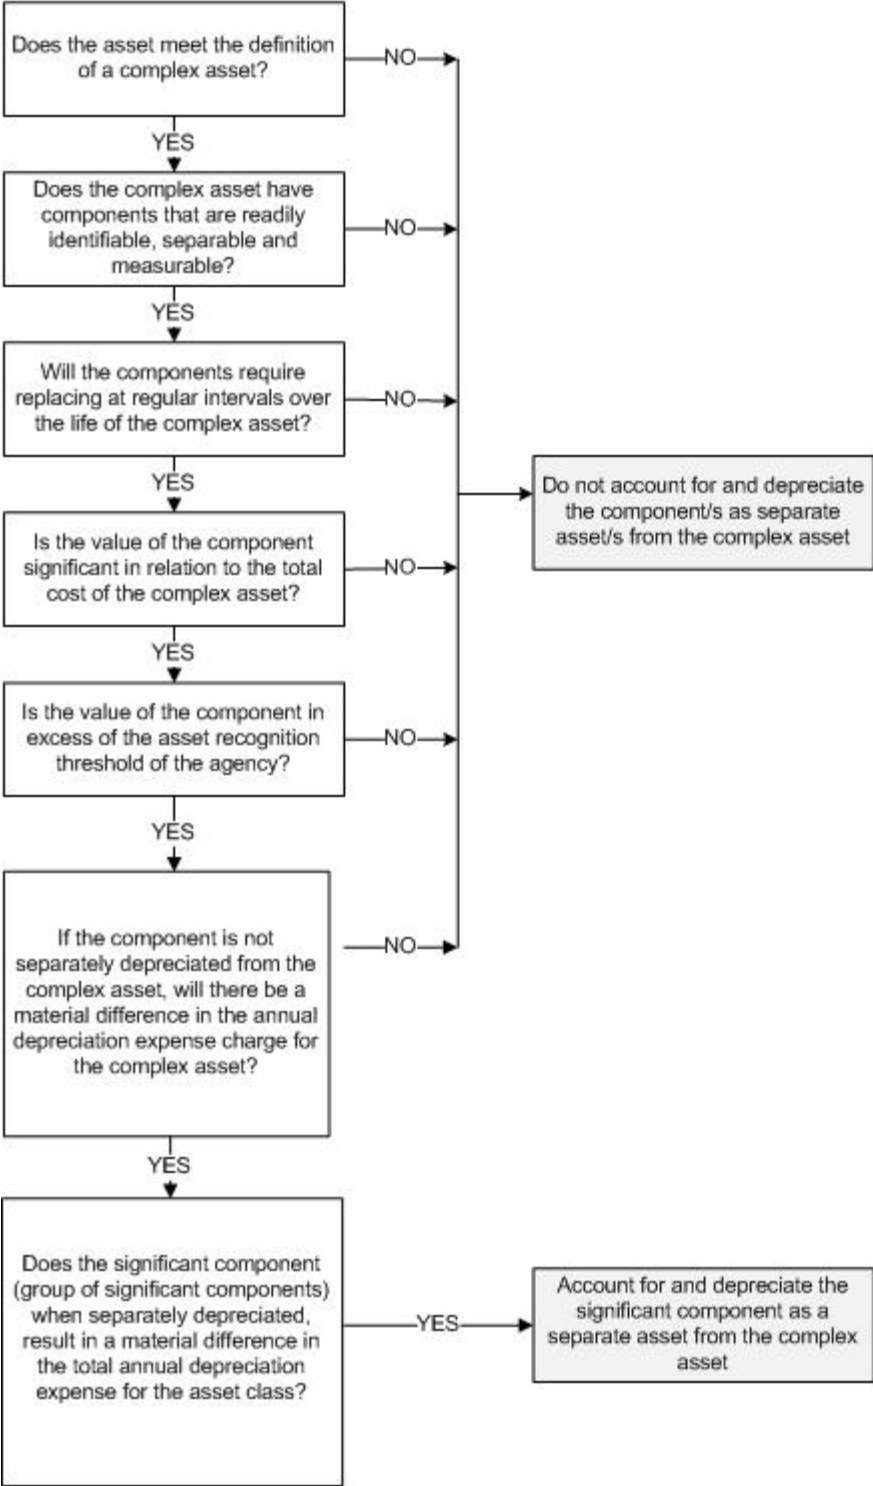 Does the asset meet the definition
of a complex asset?
NO
YES
Does the complex asset have
components that are readily
identifiable, separable and
measurable?
NO
YES
Will the components require
replacing at regular intervals over
the life of the complex asset?
NO
YES
Do not account for and depreciate
the component/s as separate
asset/s from the complex asset
Is the value of the component
significant in relation to the total
cost of the complex asset?
NO
YES
Is the value of the component in
excess of the asset recognition
threshold of the agency?
NO
YES
If the component is not
separately depreciated from the
complex asset, will there be a
material difference in the annual
depreciation expense charge for
the complex asset?
NO
YES
Does the significant component
(group of significant components)
when separately depreciated,
result in a material difference in
the total annual depreciation
expense for the asset class?
YES
Account for and depreciate the
significant component as a
separate asset from the complex
asset